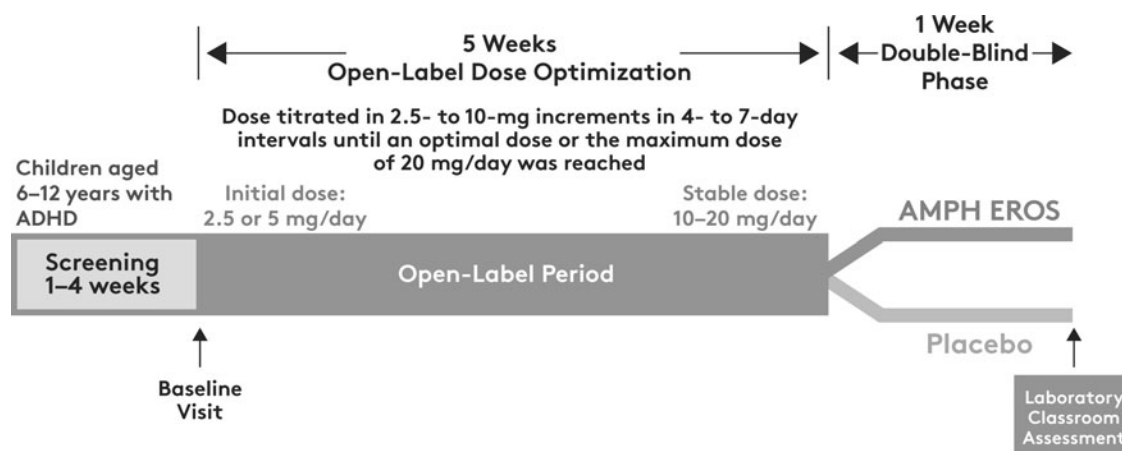 5 Weeks
Open-Label Dose Optimization
1 Week
Double-Blind
Phase
Dose titrated in 2.5- to 10-mg increments in 4- to 7-day
intervals until an optimal dose or the maximum dose
of 20 mg/day was reached
Children aged
6–12 years with
ADHD
Initial dose:
2.5 or 5 mg/day
Stable dose:
10–20 mg/day
AMPH EROS
Screening
1–4 weeks
Open-Label Period
Placebo
Baseline
Visit
Laboratory
Classroom
Assessment